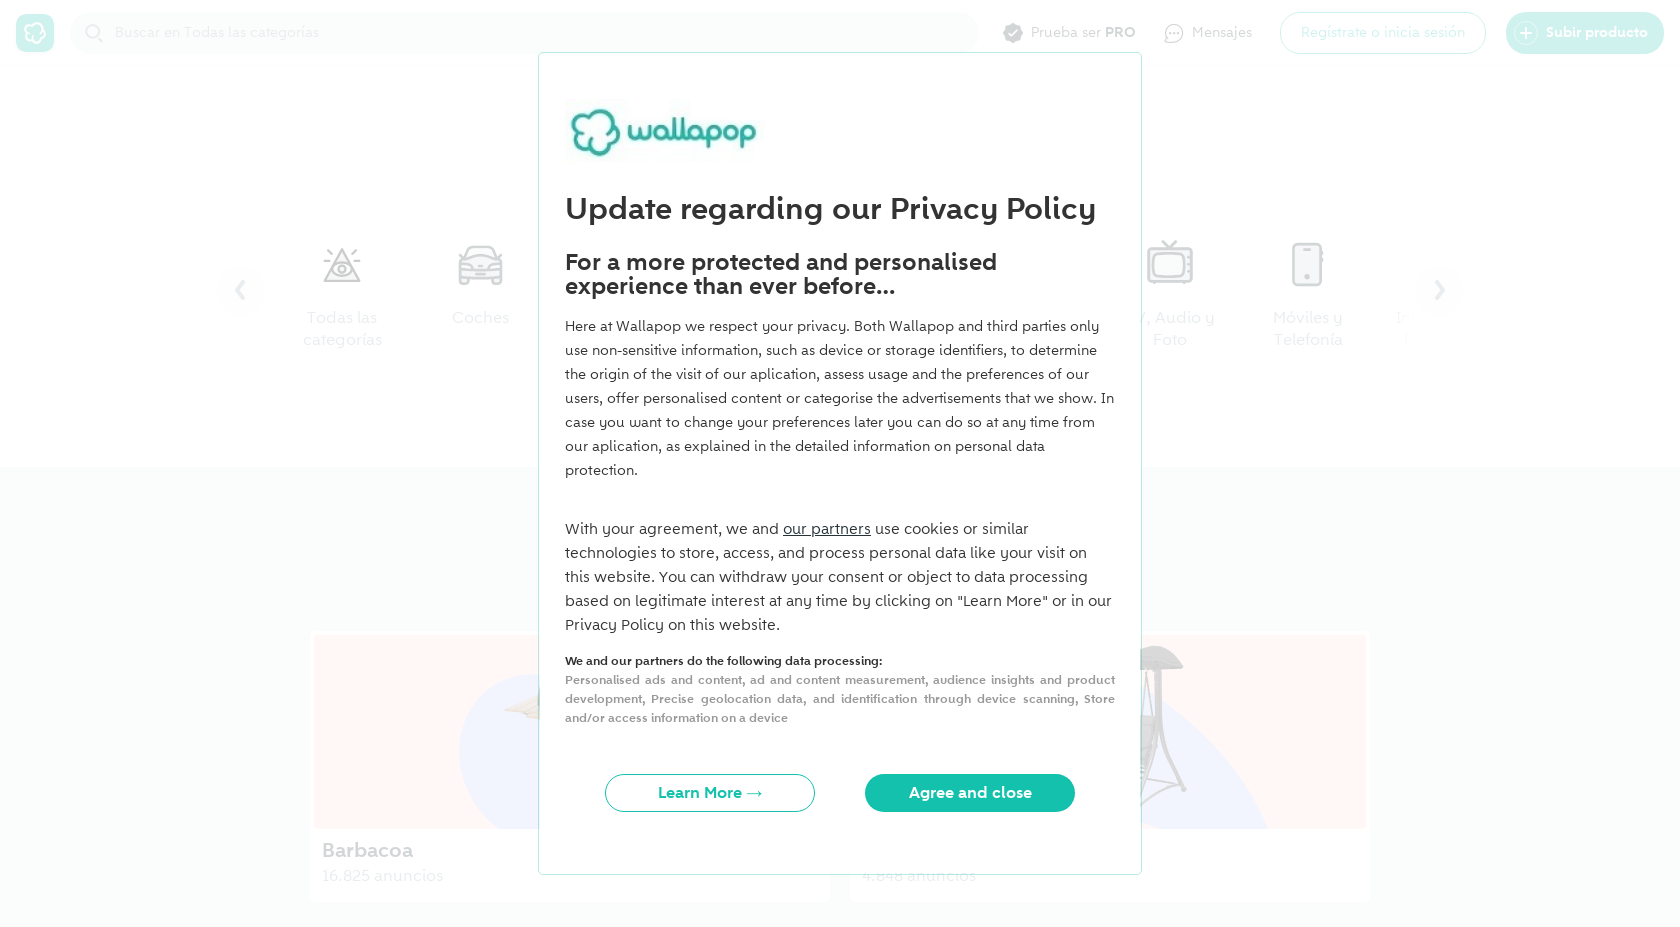 Buscar en Todas las categorías
Prueba ser PRO
Mensajes
Regístrate o inicia sesión
Subir producto
wallapop
Update regarding our Privacy Policy
For a more protected and personalised
experience than ever before...
Here at Wallapop we respect your privacy. Both Wallapop and third parties only
use non-sensitive information, such as device or storage identifiers, to determine
the origin of the visit of our aplication, assess usage and the preferences of our
users, offer personalised content or categorise the advertisements that we show. In
case you want to change your preferences later you can do so at any time from
our aplication, as explained in the detailed information on personal data
protection.
Todas las
categorías
Coches
Audio y
Foto
Móviles y
Telefonía
With your agreement, we and our partners use cookies or similar
technologies to store, access, and process personal data like your visit on
this website. You can withdraw your consent or object to data processing
based on legitimate interest at any time by clicking on "Learn More" or in our
Privacy Policy on this website.
We and our partners do the following data processing:
Personalised ads and content, ad and content measurement, audience insights and product
development, Precise geolocation data, and identification through device scanning, Store
and/or access information on a device
Learn More →
Agree and close
Barbacoa
16.825 anuncios
4.848 anuncios